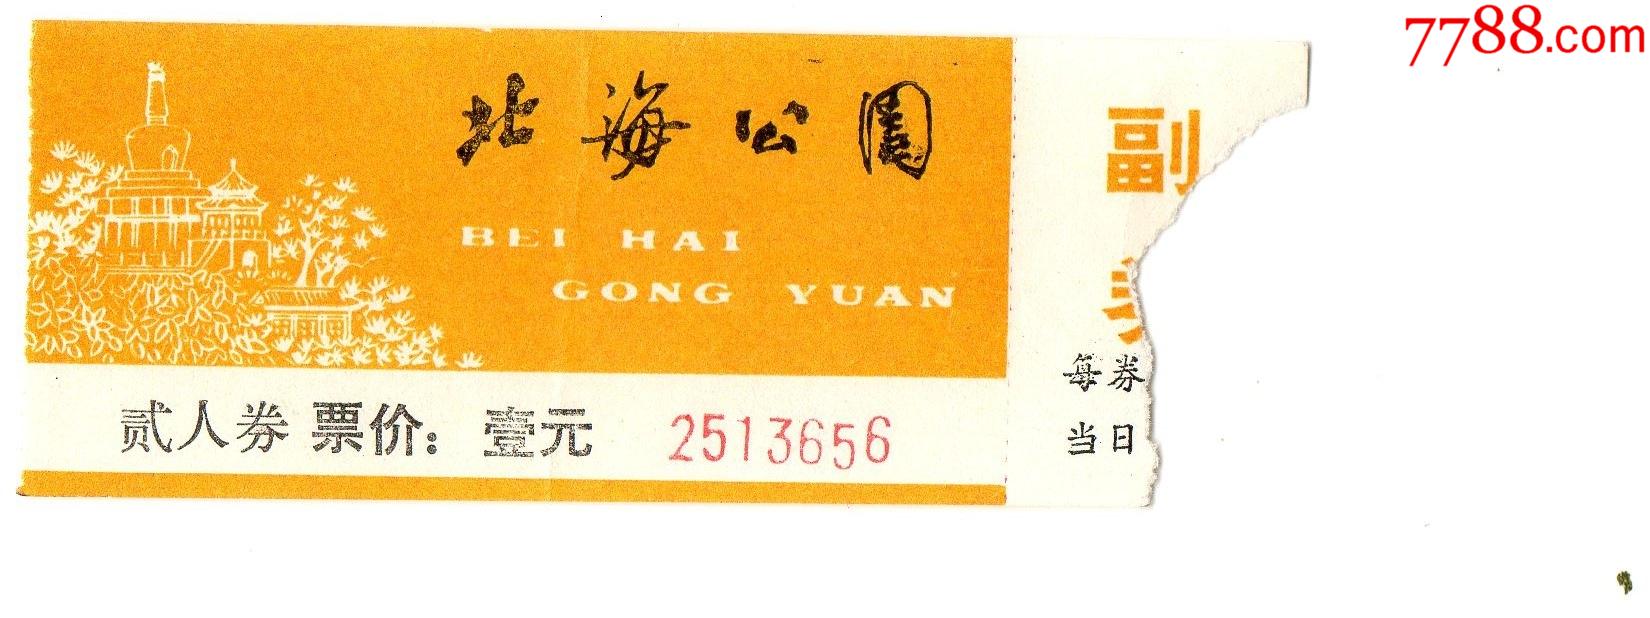 7788.com
北海公園
BEI HAI
GONG YUAN
贰人券 票价：壹元 2513656
副
每券
当日